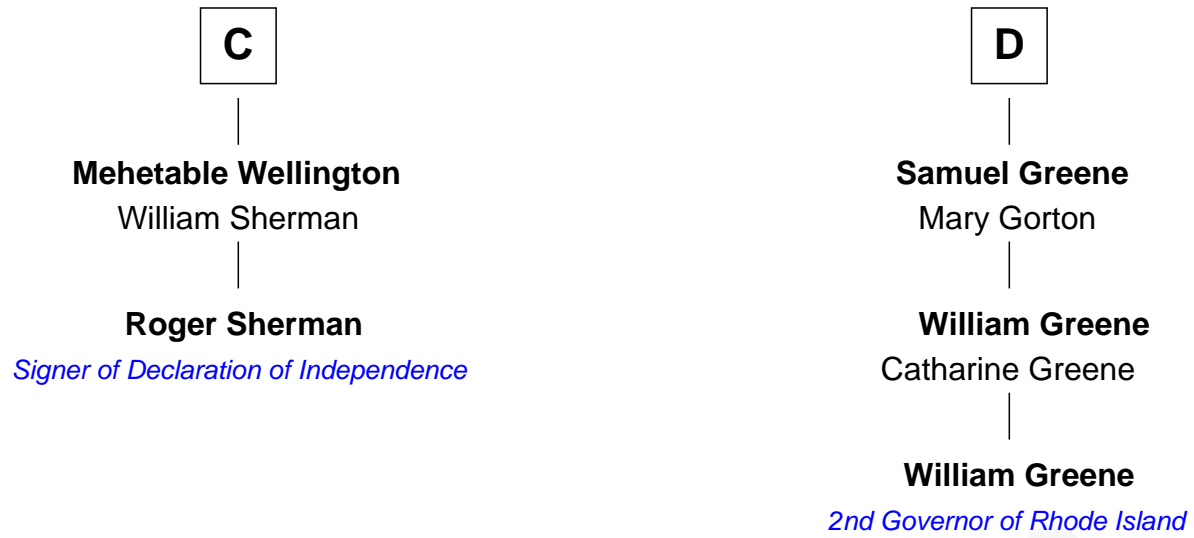 C
Mehetable Wellington
William Sherman
Roger Sherman
Signer of Declaration of Independence
D
Samuel Greene
Mary Gorton
William Greene
Catharine Greene
William Greene
2nd Governor of Rhode Island